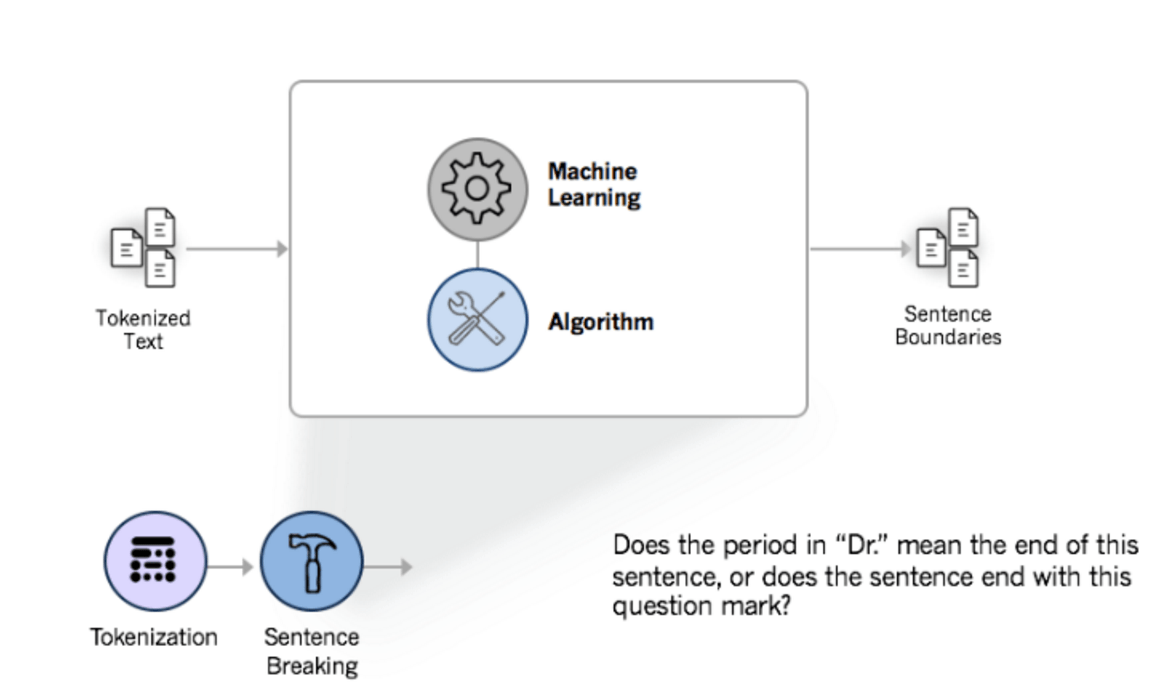 Machine
Learning
Algorithm
Tokenized
Text
Sentence
Boundaries
Tokenization
Sentence
Breaking
Does the period in “Dr.” mean the end of this
sentence, or does the sentence end with this
question mark?